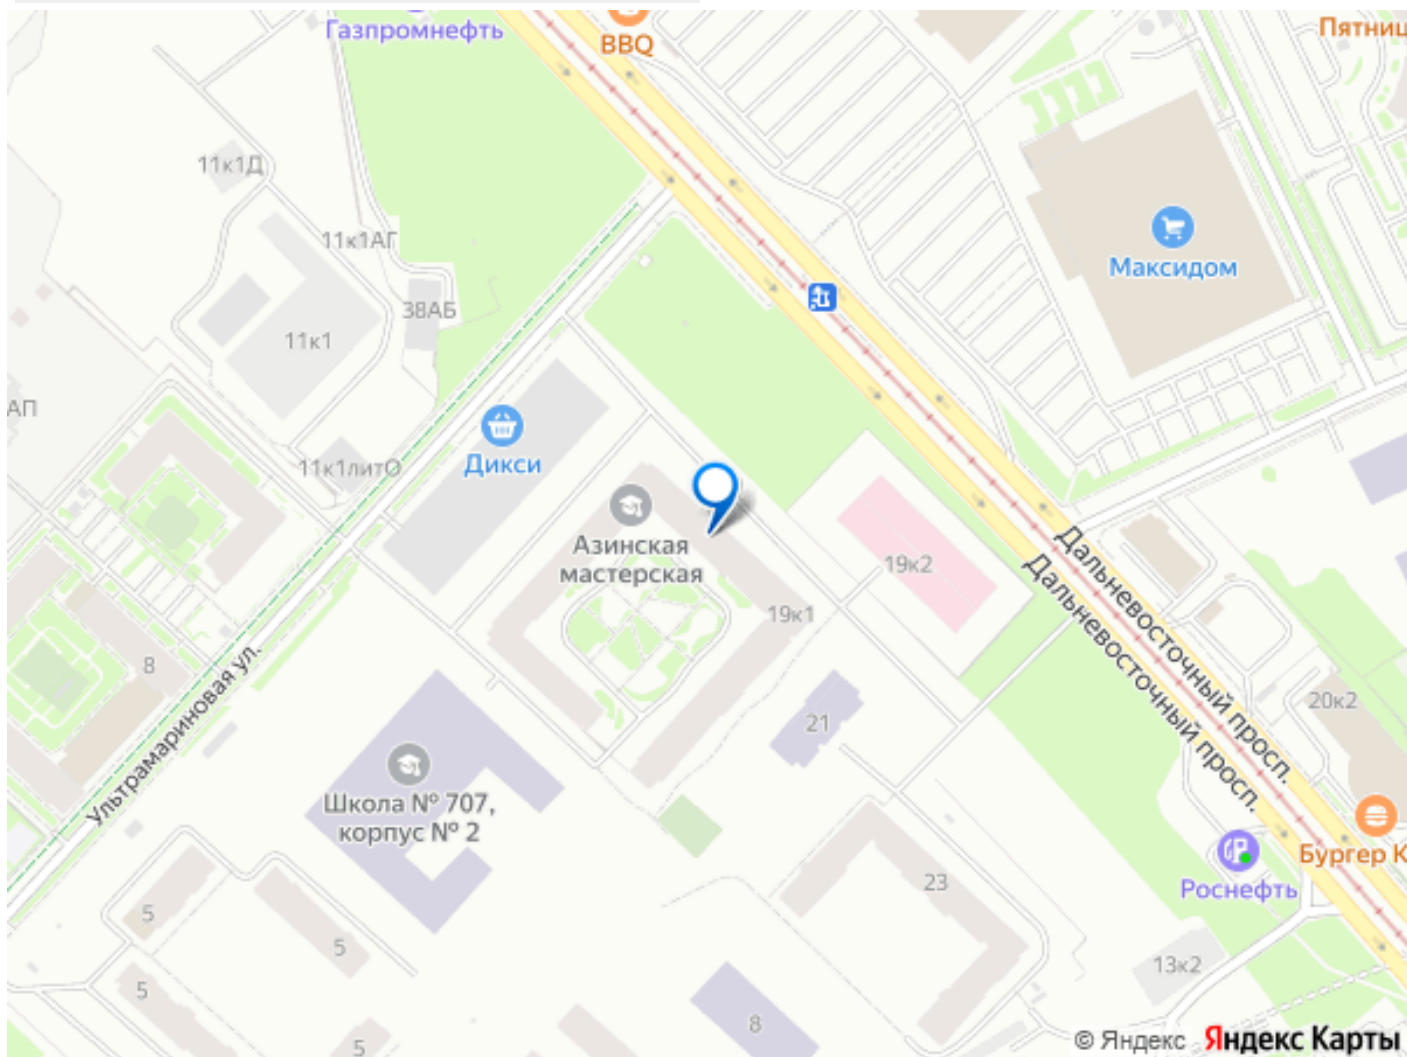 Газпромнефть
BBQ
Пятниц
11к1Д
11к1АГ
Максидом
38АБ
11к1
АП
Дикси
11к1литО
Азинская
мастерская
19к2
19к1
Дальневосточный просп.
Дальневосточный просп.
8
Ультрамариновая ул.
21
20к2
Школа № 707,
корпус № 2
Бургер К
Роснефть
23
5
5
13к2
5
8
5
© Яндекс Яндекс Карты